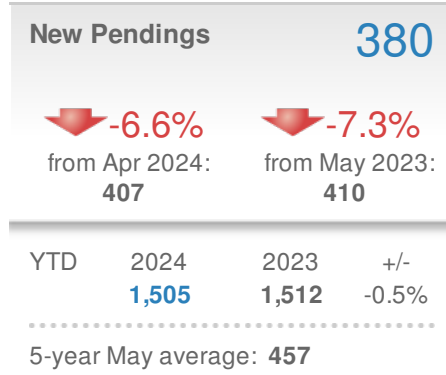 New Pendings 380
-6.6% -7.3%
from Apr 2024: from May 2023:
407 410
YTD 2024 2023 +/-
1,505 1,512 -0.5%
5-year May average: 457